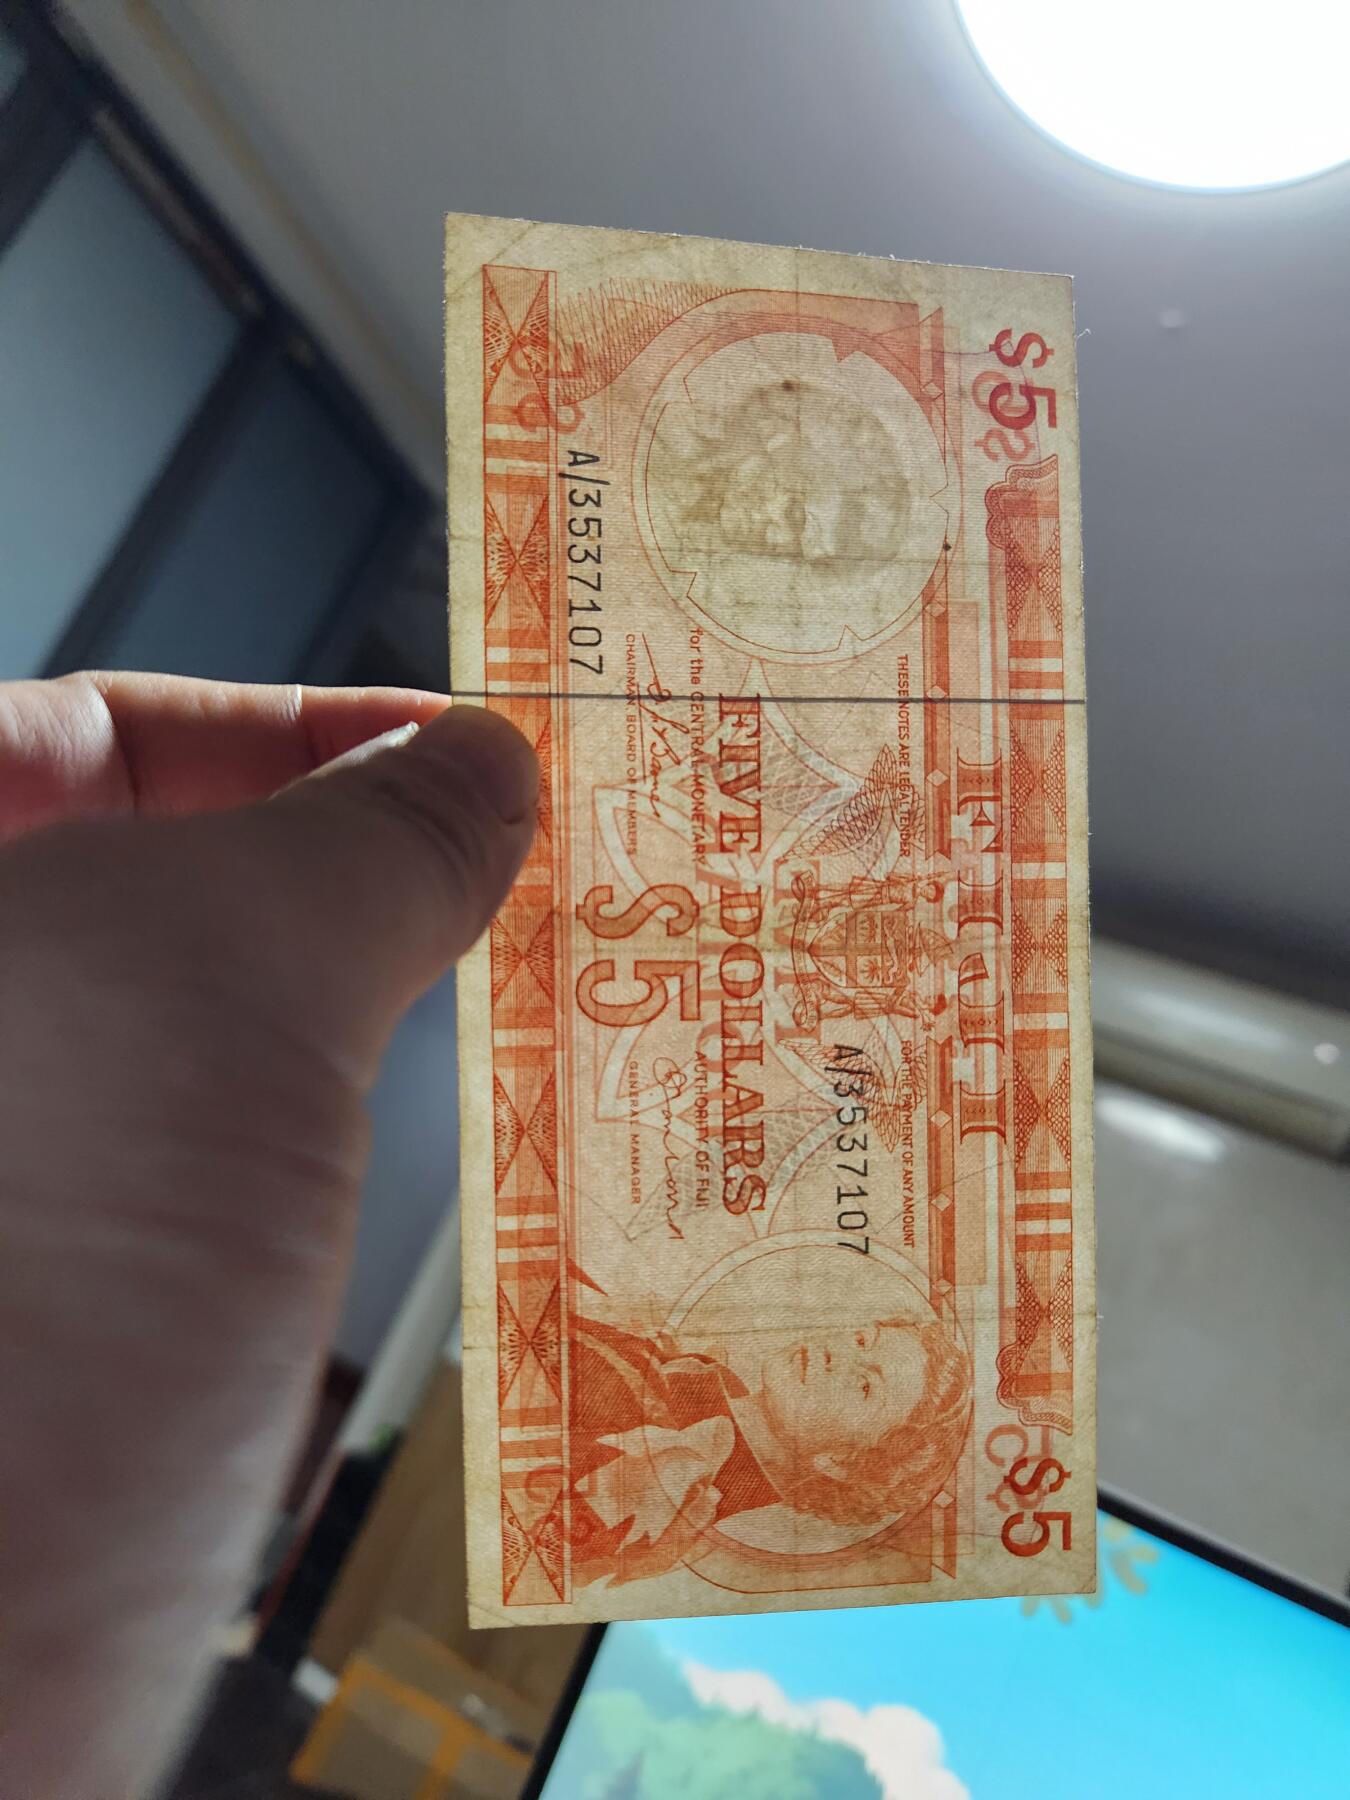 $5
FIJI
$5
THESE NOTES ARE LEGAL TENDER
FOR THE PAYMENT OF ANY AMOUNT
A/3537107
FIVE DOLLARS
for the CENTRAL MONETARY
AUTHORITY OF FIJI
$5
CHAIRMAN, BOARD OF MEMBERS
GENERAL MANAGER
A/3537107